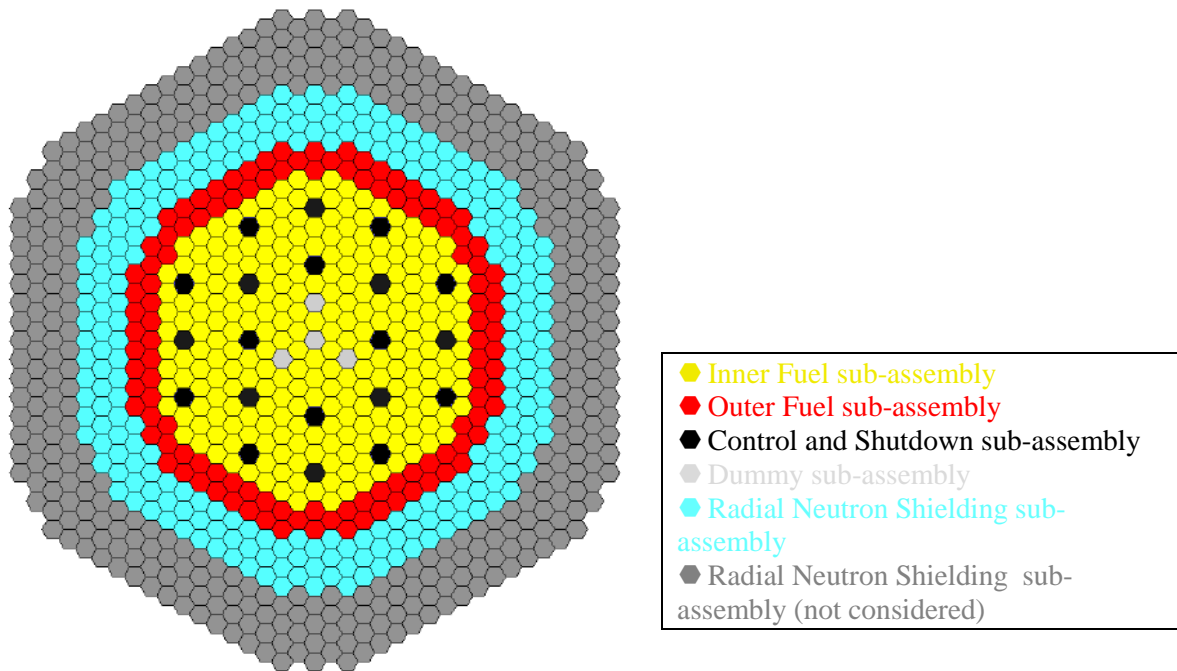 Inner Fuel sub-assembly
Outer Fuel sub-assembly
Control and Shutdown sub-assembly
Dummy sub-assembly
Radial Neutron Shielding sub-
assembly
Radial Neutron Shielding sub-
assembly (not considered)